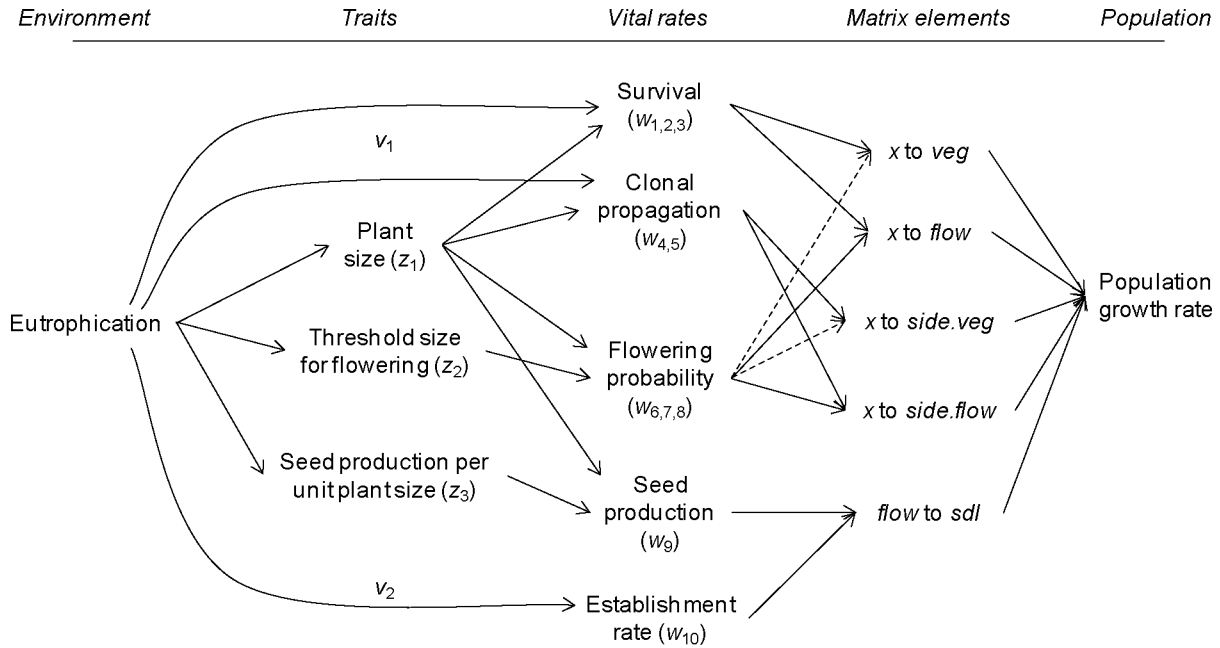 Environment Traits Vital rates Matrix elements Population
Survival
(w1,2,3)
v1
x to veg
Clonal
propagation
(w4,5)
Plant
size (z1)
x to flow
Population
growth rate
Eutrophication
x to side.veg
Threshold size
for flowering (z2)
Flowering
probability
(w6,7,8)
x to side.flow
Seed production per
unit plant size (z3)
Seed
production
(w9)
flow to sdl
v2
Establishment
rate (w10)